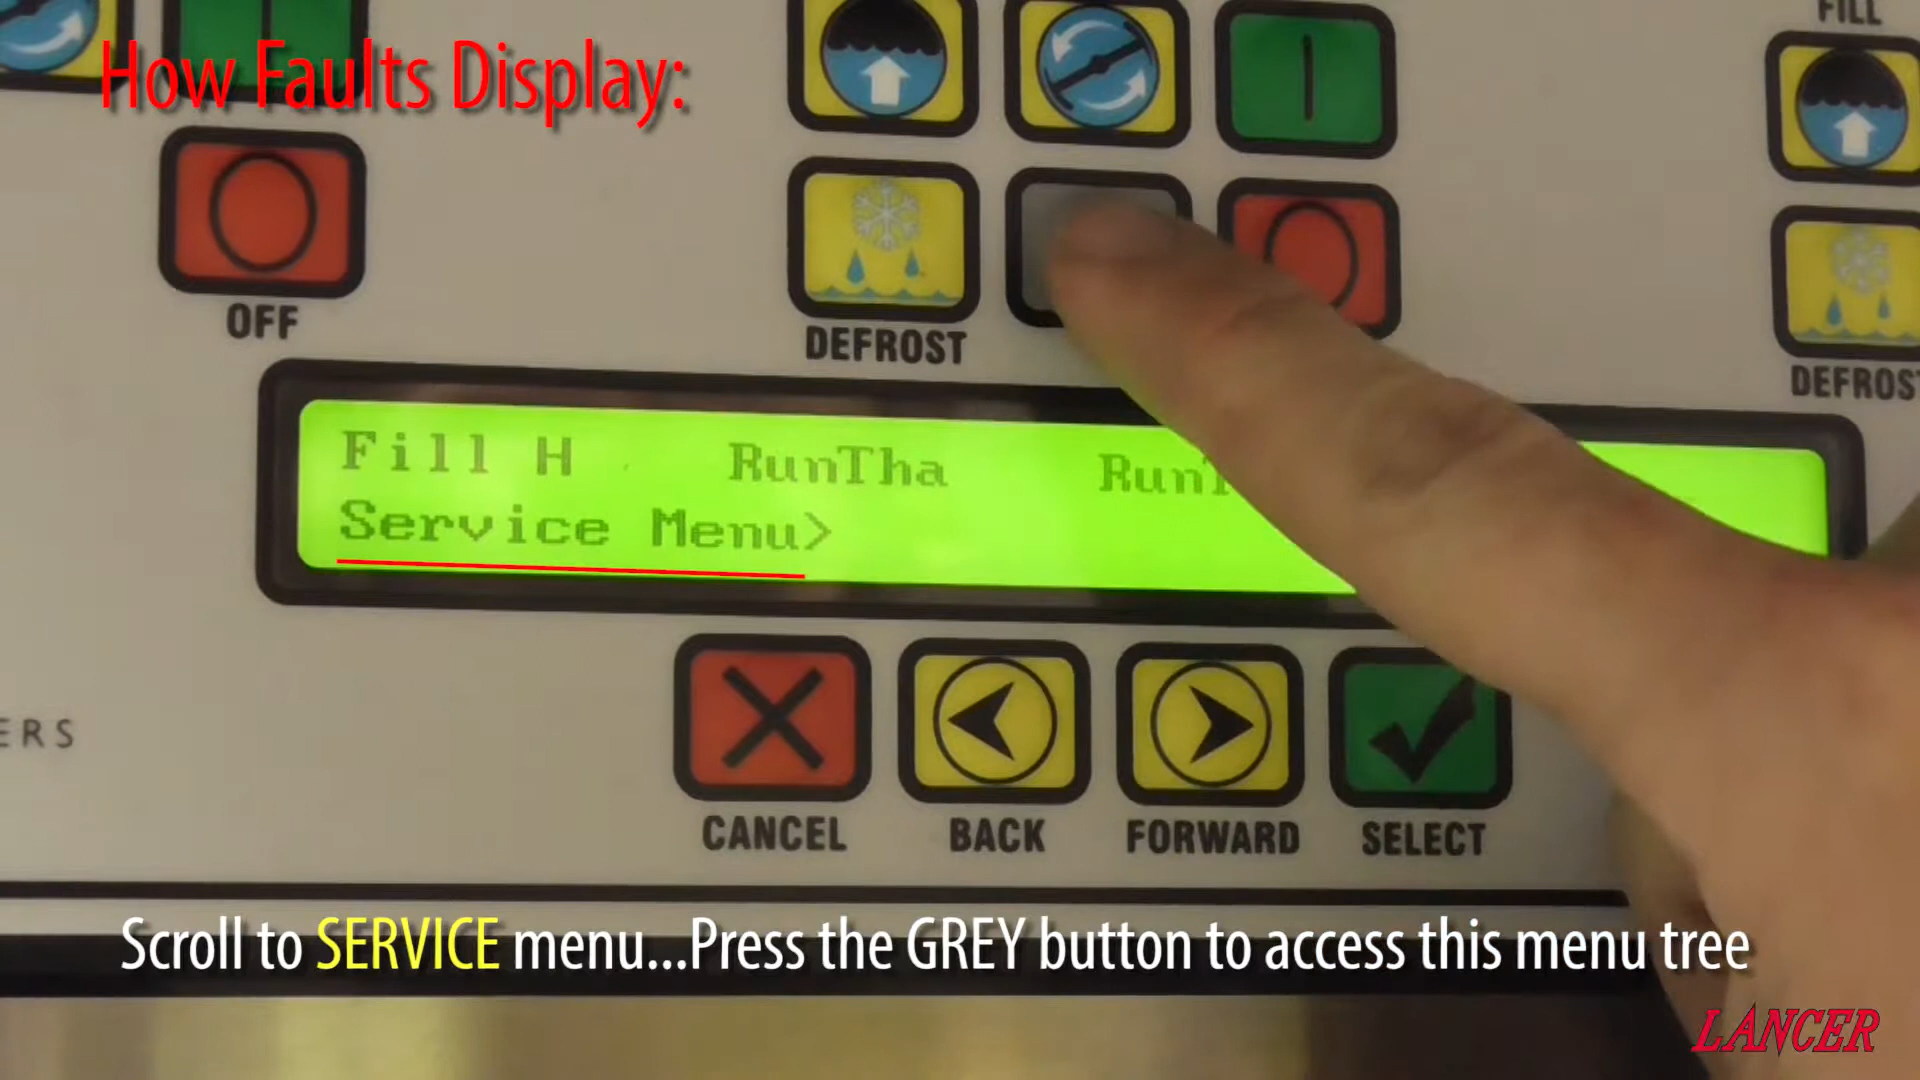 FILL
How Faults Display:
OFF
DEFROST
DEFROST
Fill H RunTha
Service Menu>
ERS
CANCEL BACK FORWARD SELECT
Scroll to SERVICE menu...Press the GREY button to access this menu tree
LANCER